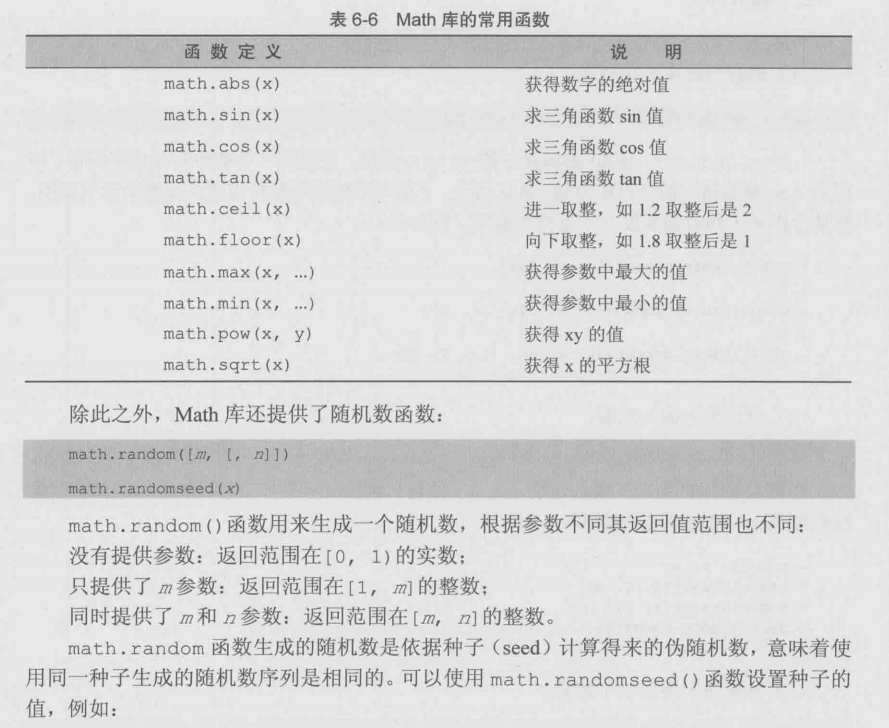 表 6-6 Math 库的常用函数
函 数 定 义 说 明
math.abs(x) 获得数字的绝对值
math.sin(x) 求三角函数 sin 值
math.cos(x) 求三角函数 cos 值
math.tan(x) 求三角函数 tan 值
math.ceil(x) 进一取整，如 1.2 取整后是 2
math.floor(x) 向下取整，如 1.8 取整后是 1
math.max(x, …) 获得参数中最大的值
math.min(x, …) 获得参数中最小的值
math.pow(x, y) 获得 xy 的值
math.sqrt(x) 获得 x 的平方根
除此之外，Math 库还提供了随机数函数：
math.random([m, [, n]])
math.randomseed(x)
math.random()函数用来生成一个随机数，根据参数不同其返回值范围也不同：
没有提供参数：返回范围在[0, 1)的实数；
只提供了 m 参数：返回范围在[1, m]的整数；
同时提供了 m 和 n 参数：返回范围在[m, n]的整数。
math.random 函数生成的随机数是依据种子（seed）计算得来的伪随机数，意味着使
用同一种子生成的随机数序列是相同的。可以使用 math.randomseed()函数设置种子的
值，例如：